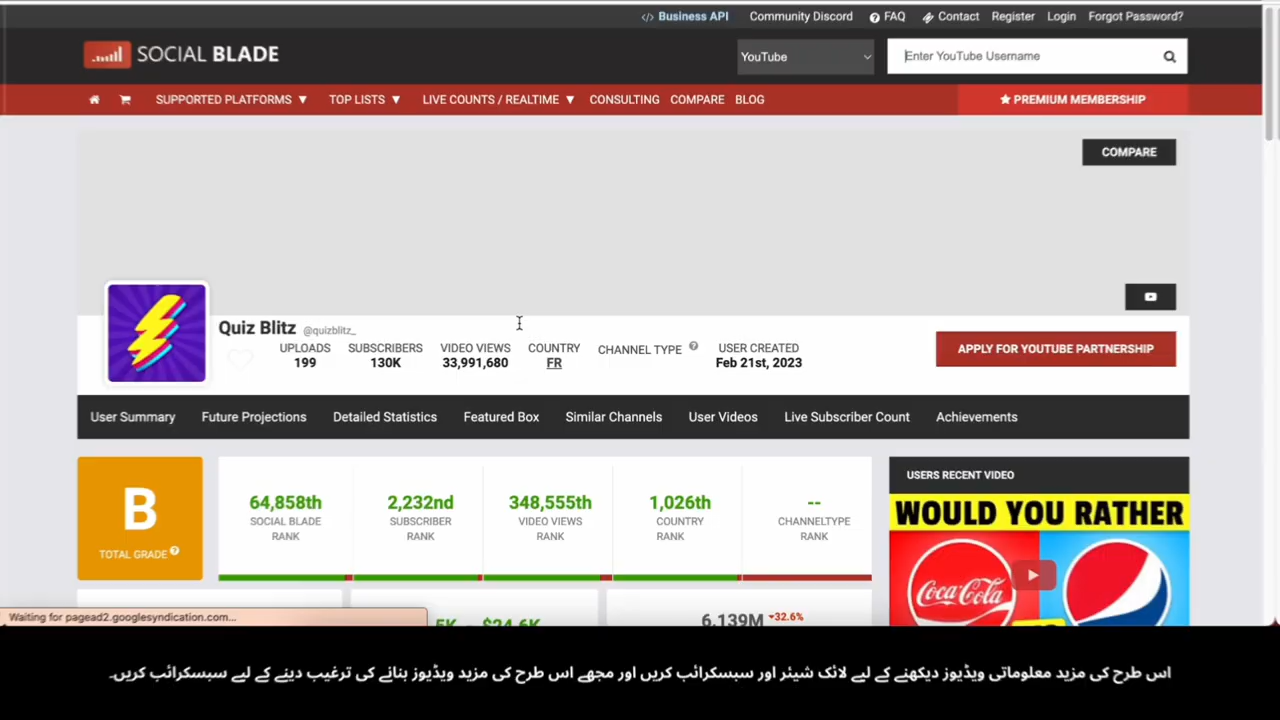 </> Business API Community Discord FAQ Contact Register Login Forgot Password?
SOCIAL BLADE YouTube Enter YouTube Username
SUPPORTED PLATFORMS ▼ TOP LISTS ▼ LIVE COUNTS / REALTIME ▼ CONSULTING COMPARE BLOG ★ PREMIUM MEMBERSHIP
COMPARE
Quiz Blitz @quizblitz_
UPLOADS SUBSCRIBERS VIDEO VIEWS COUNTRY CHANNEL TYPE USER CREATED
199 130K 33,991,680 FR Feb 21st, 2023
APPLY FOR YOUTUBE PARTNERSHIP
User Summary Future Projections Detailed Statistics Featured Box Similar Channels User Videos Live Subscriber Count Achievements
B
TOTAL GRADE
64,858th 2,232nd 348,555th 1,026th --
SOCIAL BLADE SUBSCRIBER VIDEO VIEWS COUNTRY CHANNELTYPE
RANK RANK RANK RANK RANK
USERS RECENT VIDEO
WOULD YOU RATHER
Coca-Cola PEPSI
Waiting for pagead2.googlesyndication.com...
5K - $24.6K 6.139M -32.6%
اس طرح کی مزید معلوماتی ویڈیوز دیکھنے کے لیے لائک شیئر اور سبسکرائب کریں اور مجھے اس طرح کی مزید ویڈیوز بنانے کی ترغیب دینے کے لیے سبسکرائب کریں۔